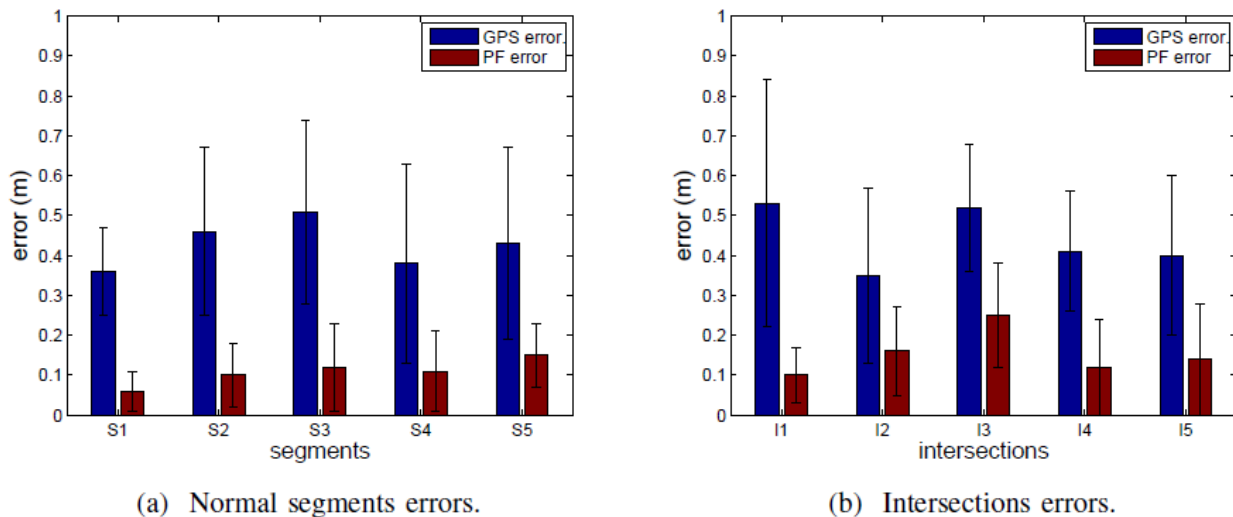 1
0.9
0.8
0.7
0.6
0.5
0.4
0.3
0.2
0.1
0
error (m)
GPS error.
PF error
S1 S2 S3 S4 S5
segments
(a) Normal segments errors.
1
0.9
0.8
0.7
0.6
0.5
0.4
0.3
0.2
0.1
0
error (m)
GPS error.
PF error
I1 I2 I3 I4 I5
intersections
(b) Intersections errors.